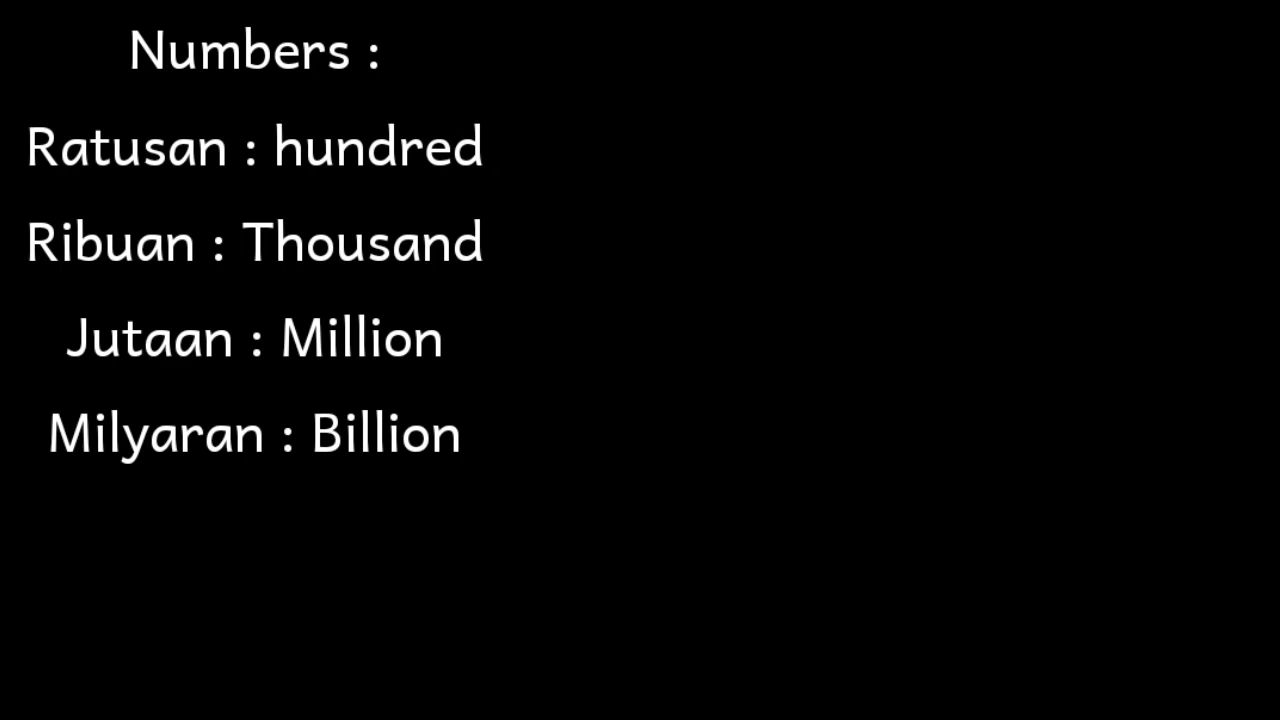 Numbers :
Ratusan : hundred
Ribuan : Thousand
Jutaan : Million
Milyaran : Billion